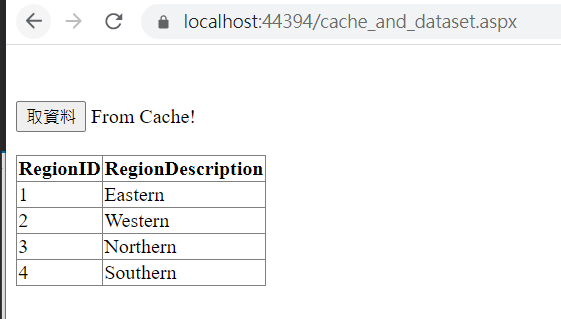 localhost:44394/cache_and_dataset.aspx
取資料 From Cache!
RegionID RegionDescription
1 Eastern
2 Western
3 Northern
4 Southern